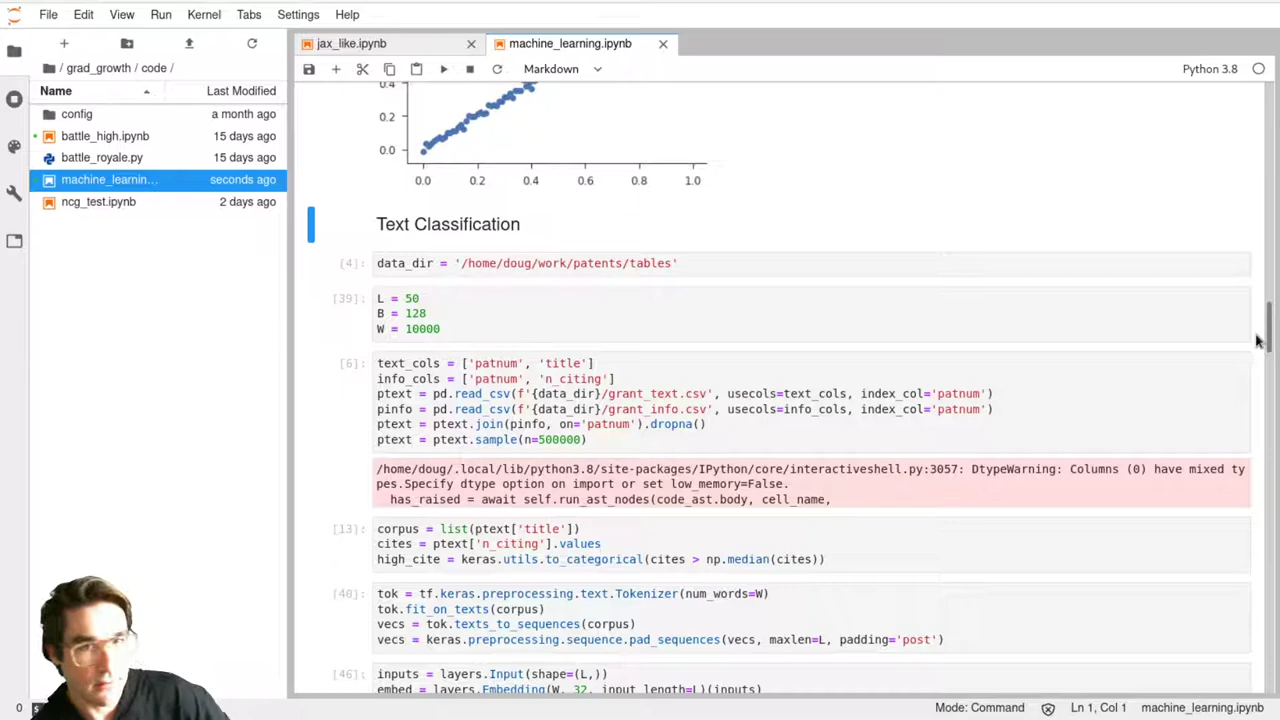 File Edit View Run Kernel Tabs Settings Help
jax_like.ipynb
machine_learning.ipynb
/ grad_growth / code /
Markdown
Python 3.8
Name Last Modified
config a month ago
battle_high.ipynb 15 days ago
battle_royale.py 15 days ago
machine_learnin… seconds ago
ncg_test.ipynb 2 days ago
0.4
0.2
0.0
0.0 0.2 0.4 0.6 0.8 1.0
Text Classification
[4]: data_dir = '/home/doug/work/patents/tables'
[39]: L = 50
B = 128
W = 10000
[6]: text_cols = ['patnum', 'title']
info_cols = ['patnum', 'n_citing']
ptext = pd.read_csv(f'{data_dir}/grant_text.csv', usecols=text_cols, index_col='patnum')
pinfo = pd.read_csv(f'{data_dir}/grant_info.csv', usecols=info_cols, index_col='patnum')
ptext = ptext.join(pinfo, on='patnum').dropna()
ptext = ptext.sample(n=500000)
/home/doug/.local/lib/python3.8/site-packages/IPython/core/interactiveshell.py:3057: DtypeWarning: Columns (0) have mixed ty
pes.Specify dtype option on import or set low_memory=False.
has_raised = await self.run_ast_nodes(code_ast.body, cell_name,
[13]: corpus = list(ptext['title'])
cites = ptext['n_citing'].values
high_cite = keras.utils.to_categorical(cites > np.median(cites))
[40]: tok = tf.keras.preprocessing.text.Tokenizer(num_words=W)
tok.fit_on_texts(corpus)
vecs = tok.texts_to_sequences(corpus)
vecs = keras.preprocessing.sequence.pad_sequences(vecs, maxlen=L, padding='post')
[46]: inputs = layers.Input(shape=(L,))
embed = layers.Embedding(W, 32, input_length=L)(inputs)
0 $ Mode: Command Ln 1, Col 1 machine_learning.ipynb